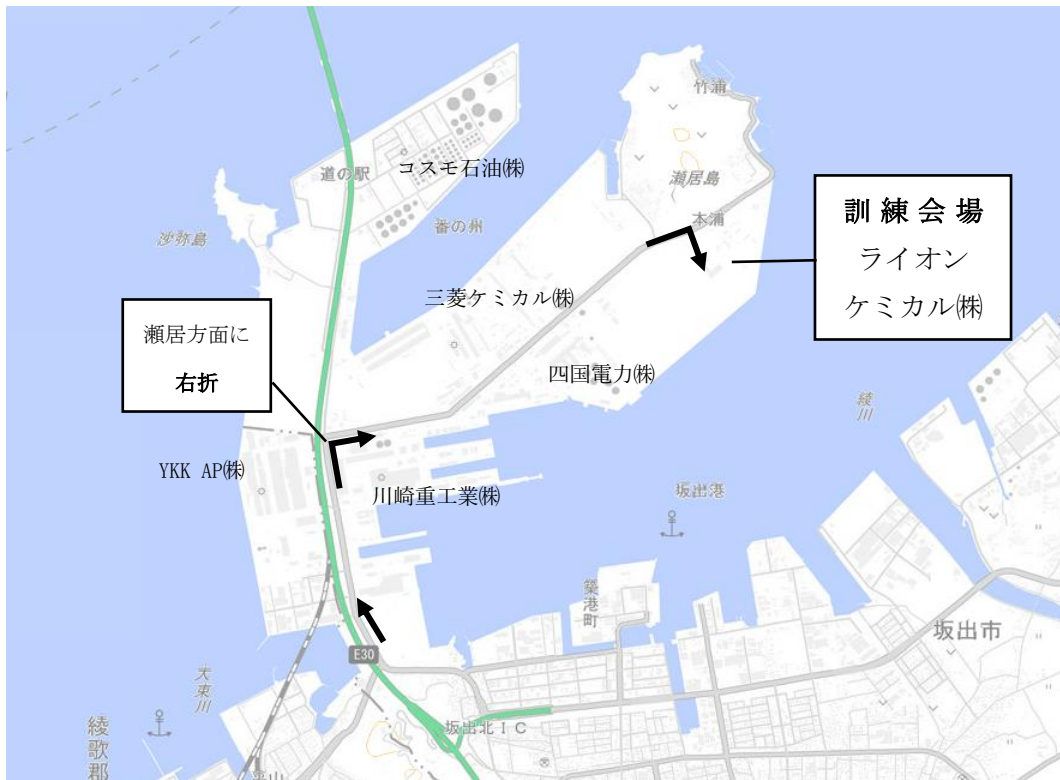 竹浦
コスモ石油㈱
道の駅
瀬居島
訓練会場
ライオン
ケミカル㈱
本浦
番の州
沙弥島
三菱ケミカル㈱
瀬居方面に
右折
四国電力㈱
綾川
YKK AP㈱
川崎重工業㈱
坂出港
築港町
坂出市
E30
大束川
坂出北IC
綾歌郡